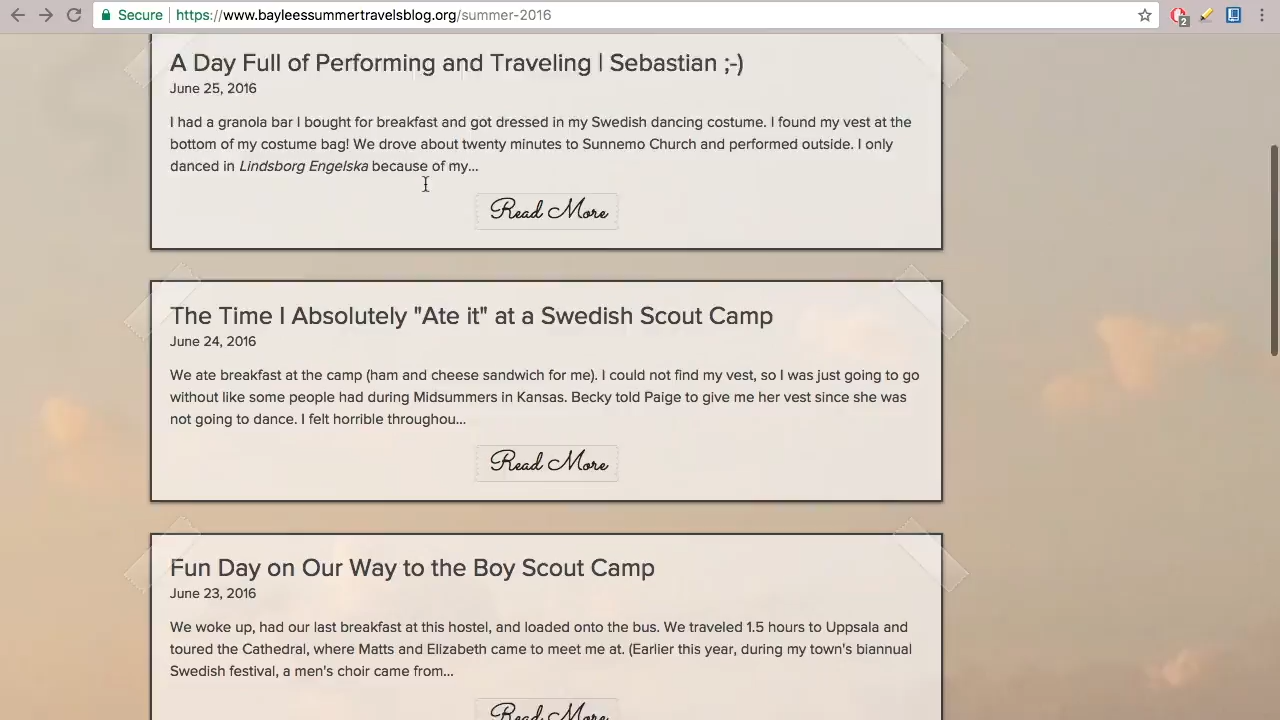 Secure https://www.bayleessummertravelsblog.org/summer-2016
2
A Day Full of Performing and Traveling | Sebastian ;-)
June 25, 2016
I had a granola bar I bought for breakfast and got dressed in my Swedish dancing costume. I found my vest at the
bottom of my costume bag! We drove about twenty minutes to Sunnemo Church and performed outside. I only
danced in Lindsborg Engelska because of my...
Read More
The Time I Absolutely "Ate it" at a Swedish Scout Camp
June 24, 2016
We ate breakfast at the camp (ham and cheese sandwich for me). I could not find my vest, so I was just going to go
without like some people had during Midsummers in Kansas. Becky told Paige to give me her vest since she was
not going to dance. I felt horrible throughou...
Read More
Fun Day on Our Way to the Boy Scout Camp
June 23, 2016
We woke up, had our last breakfast at this hostel, and loaded onto the bus. We traveled 1.5 hours to Uppsala and
toured the Cathedral, where Matts and Elizabeth came to meet me at. (Earlier this year, during my town's biannual
Swedish festival, a men's choir came from...
Read More